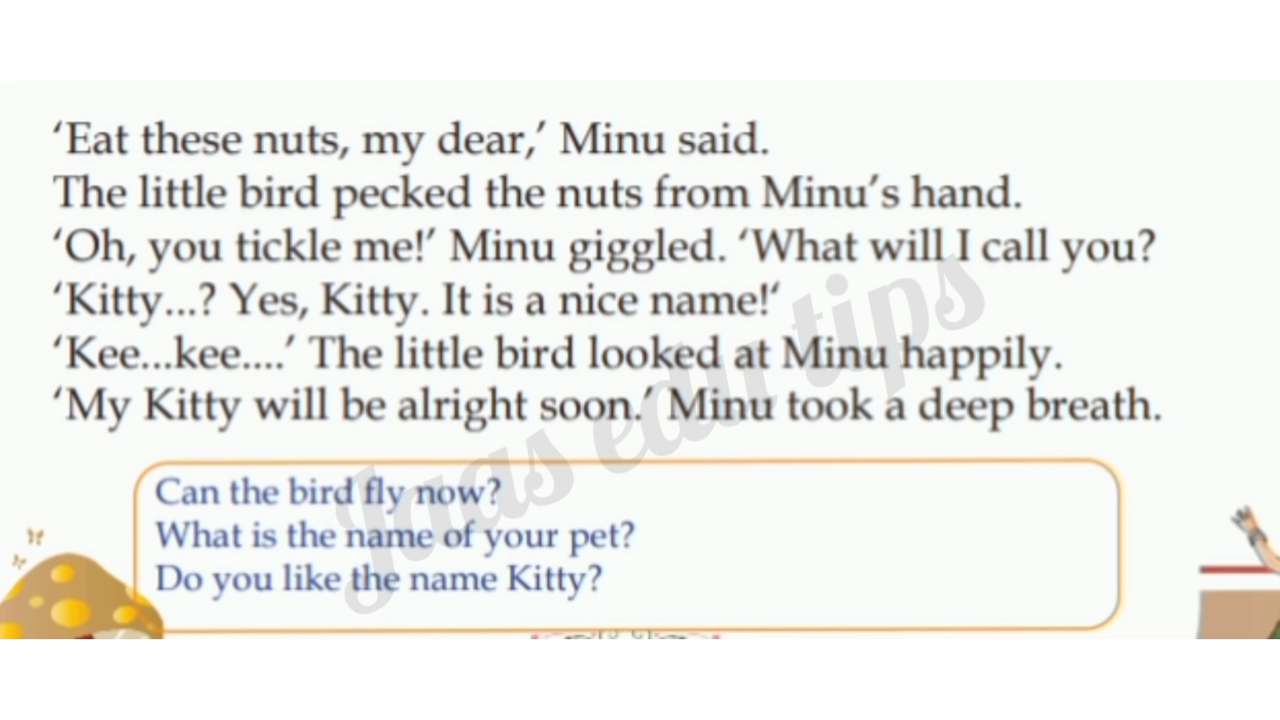 ‘Eat these nuts, my dear,’ Minu said.
The little bird pecked the nuts from Minu’s hand.
‘Oh, you tickle me!’ Minu giggled. ‘What will I call you?
‘Kitty...? Yes, Kitty. It is a nice name!‘
‘Kee...kee....’ The little bird looked at Minu happily.
‘My Kitty will be alright soon.’ Minu took a deep breath.
Jaas edu tips
Can the bird fly now?
What is the name of your pet?
Do you like the name Kitty?